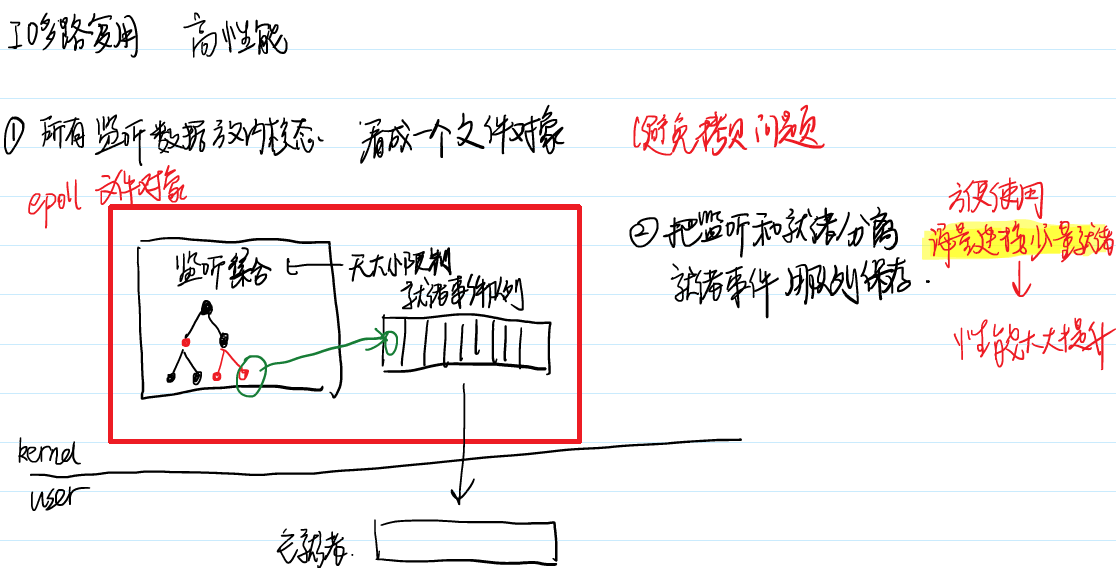 IO多路复用 高性能
① 所有监听数据放内核态、看成一个文件对象 (避免拷贝问题
epoll 文件对象
监听集合
无大小限制
就绪事件队列
② 把监听和就绪分离
就绪事件 用队列保存.
方便使用
海量连接少量就绪
性能大大提升
kernel
user
已就绪.